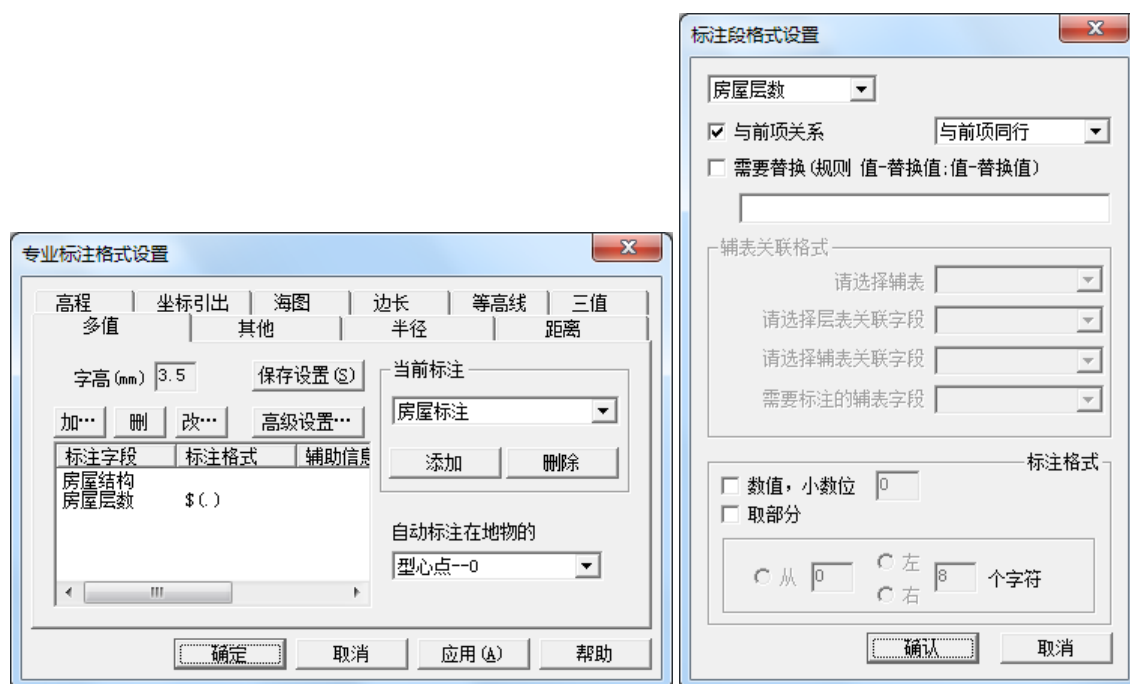 专业标注格式设置
高程 坐标引出 海图 边长 等高线 三值
多值 其他 半径 距离
字高(mm) 3.5 保存设置(S)
加… 删 改… 高级设置…
标注字段 标注格式 辅助信息
房屋结构
房屋层数 $(.)
当前标注
房屋标注
添加 删除
自动标注在地物的
型心点--0
确定 取消 应用(A) 帮助
标注段格式设置
房屋层数
与前项关系 与前项同行
需要替换(规则 值-替换值;值-替换值)
辅表关联格式
请选择辅表
请选择层表关联字段
请选择辅表关联字段
需要标注的辅表字段
标注格式
数值，小数位 0
取部分
从 0 左 8 个字符
右
确认 取消